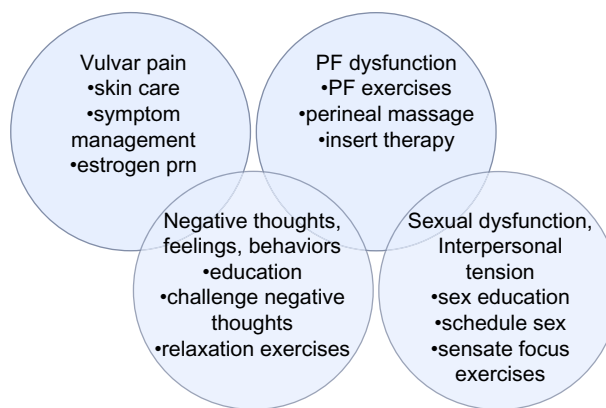 Vulvar pain
•skin care
•symptom
management
•estrogen prn
PF dysfunction
•PF exercises
•perineal massage
•insert therapy
Negative thoughts,
feelings, behaviors
•education
•challenge negative
thoughts
•relaxation exercises
Sexual dysfunction,
Interpersonal
tension
•sex education
•schedule sex
•sensate focus
exercises